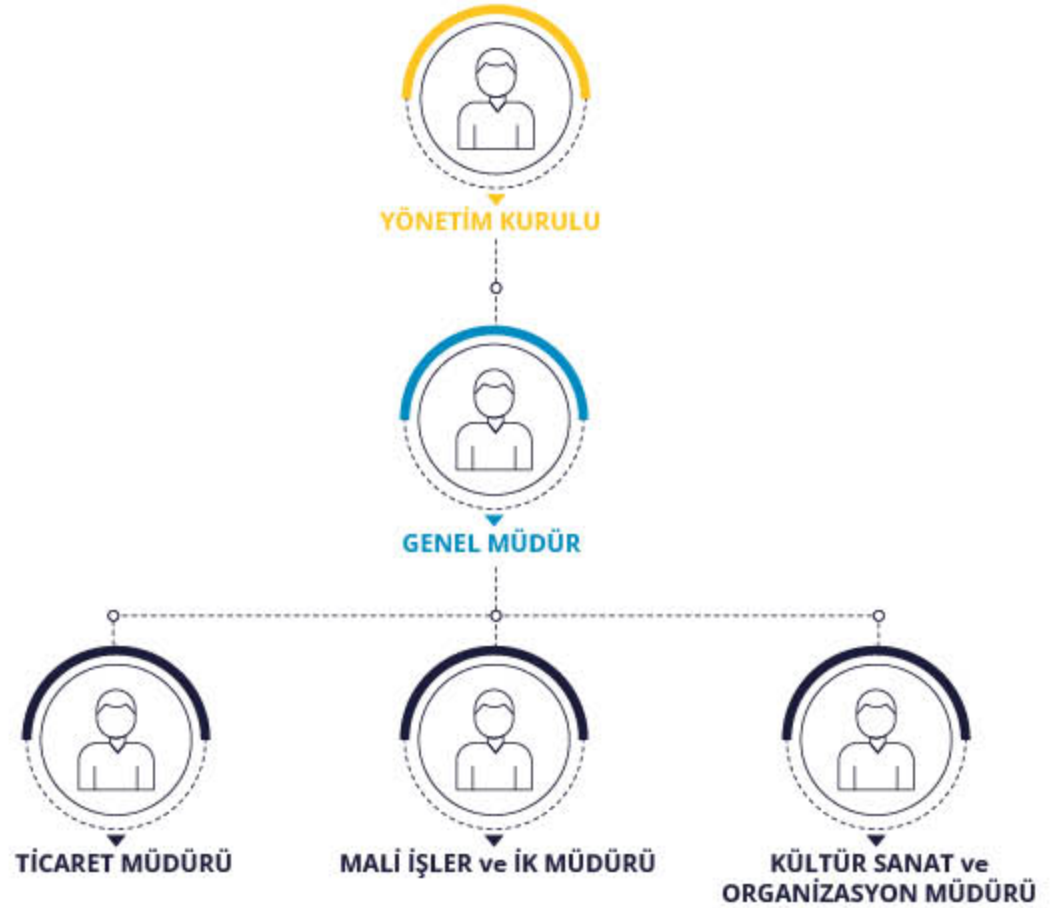 YÖNETİM KURULU
GENEL MÜDÜR
TİCARET MÜDÜRÜ
MALİ İŞLER ve İK MÜDÜRÜ
KÜLTÜR SANAT ve
ORGANİZASYON MÜDÜRÜ